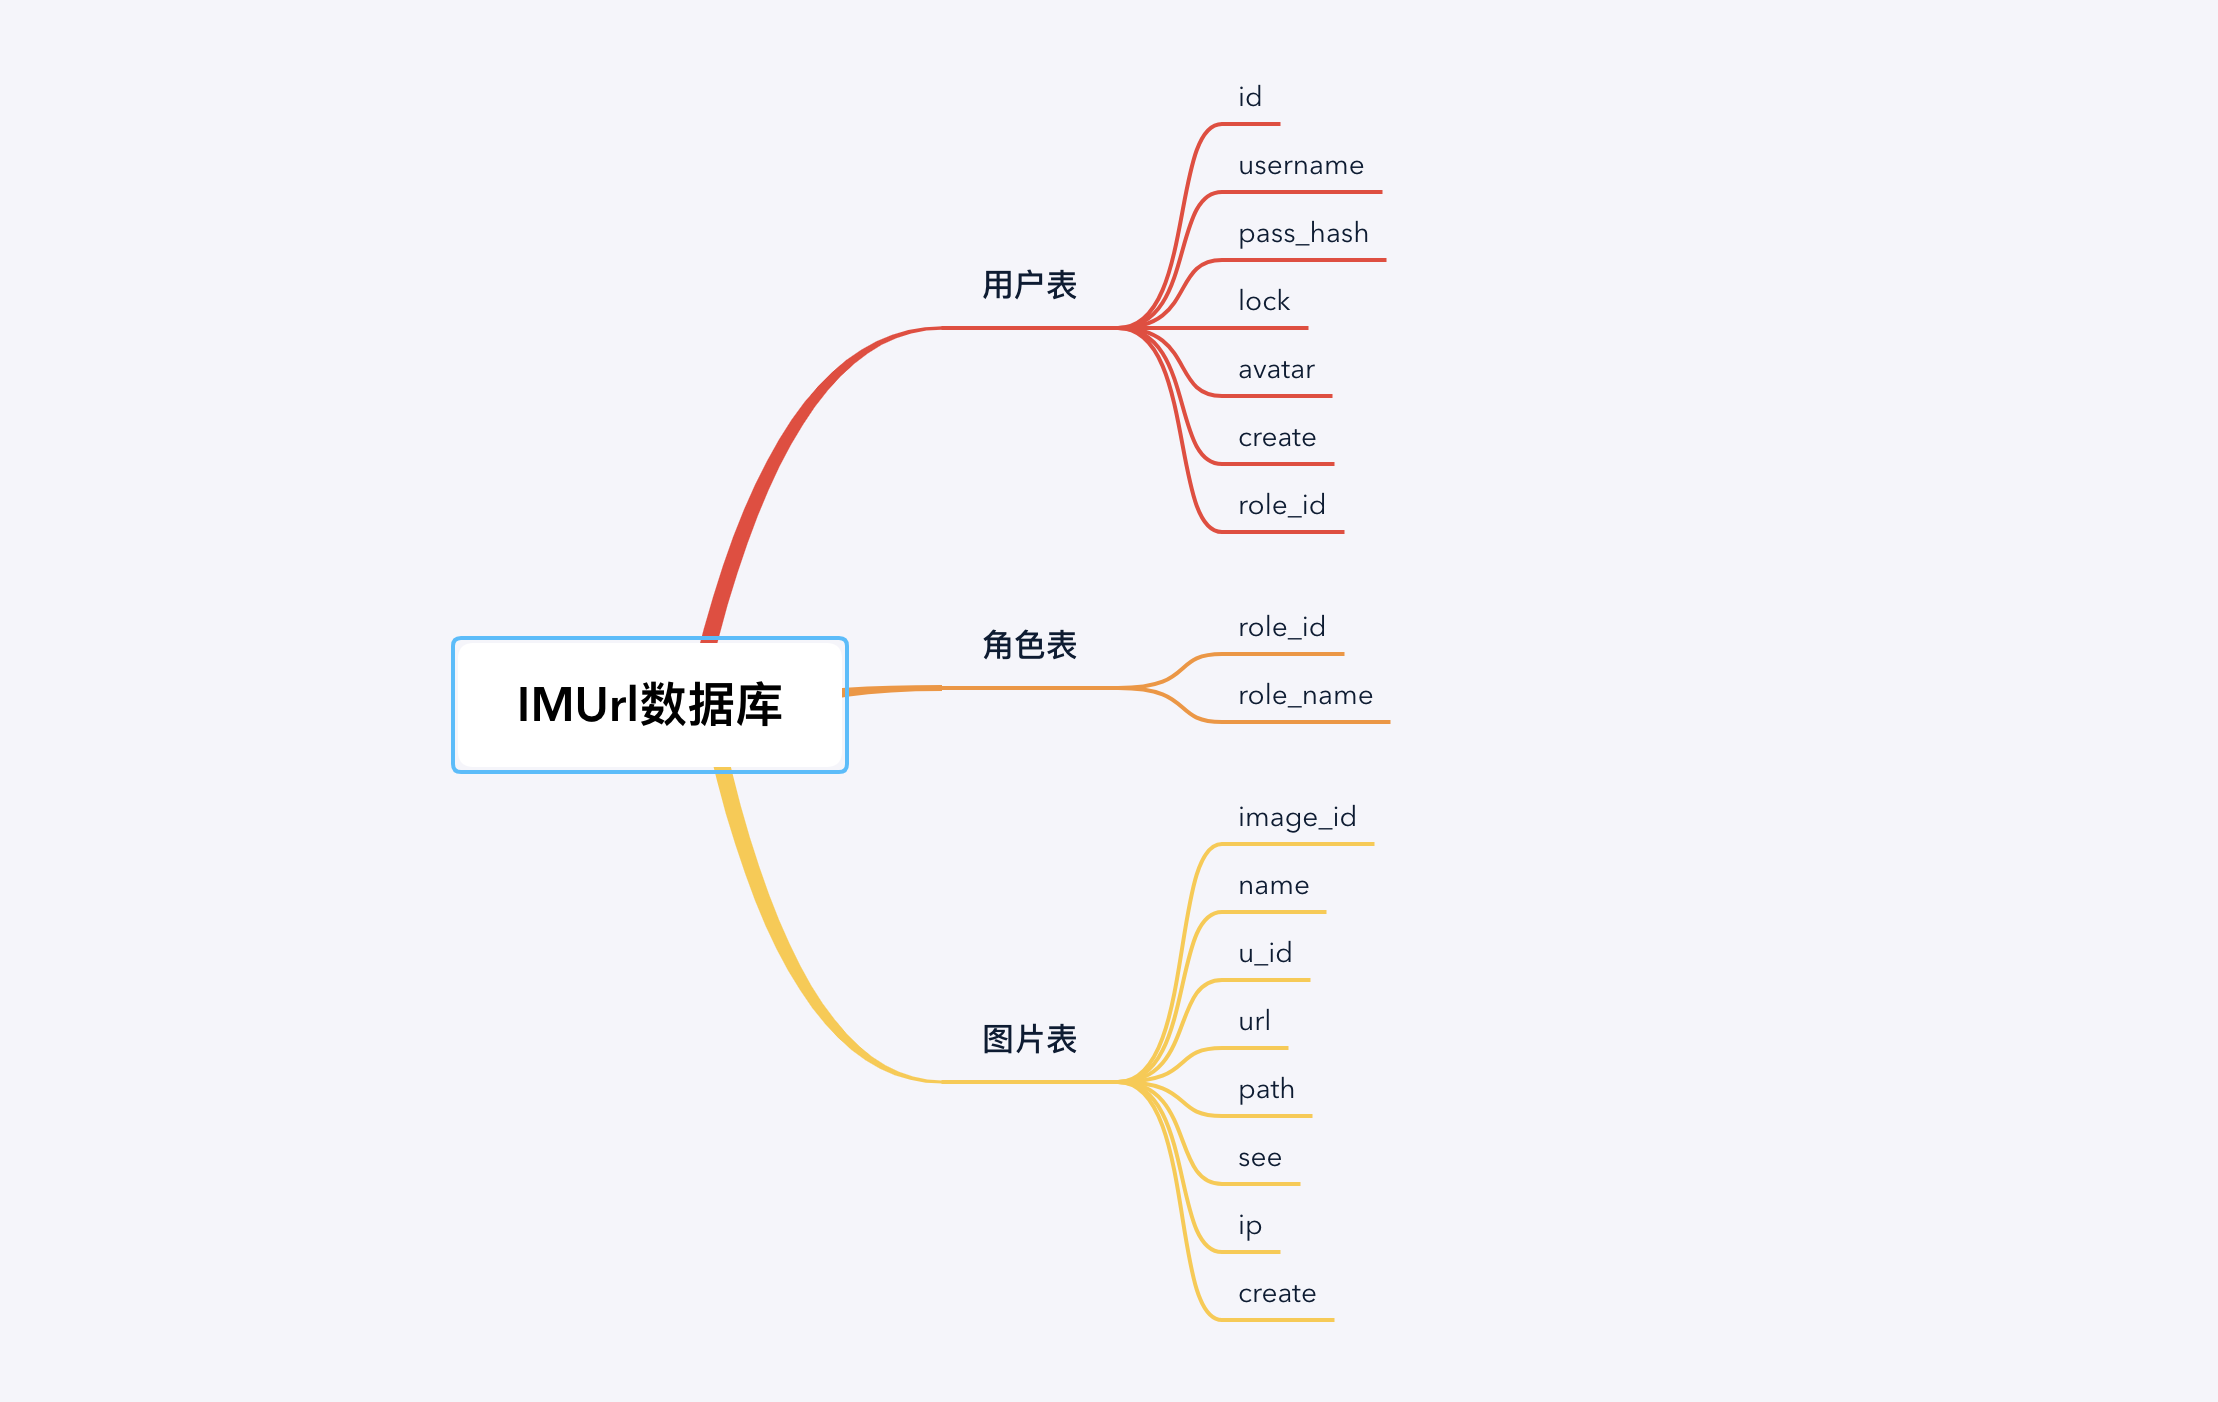 IMUrl数据库
用户表
id
username
pass_hash
lock
avatar
create
role_id
角色表
role_id
role_name
图片表
image_id
name
u_id
url
path
see
ip
create